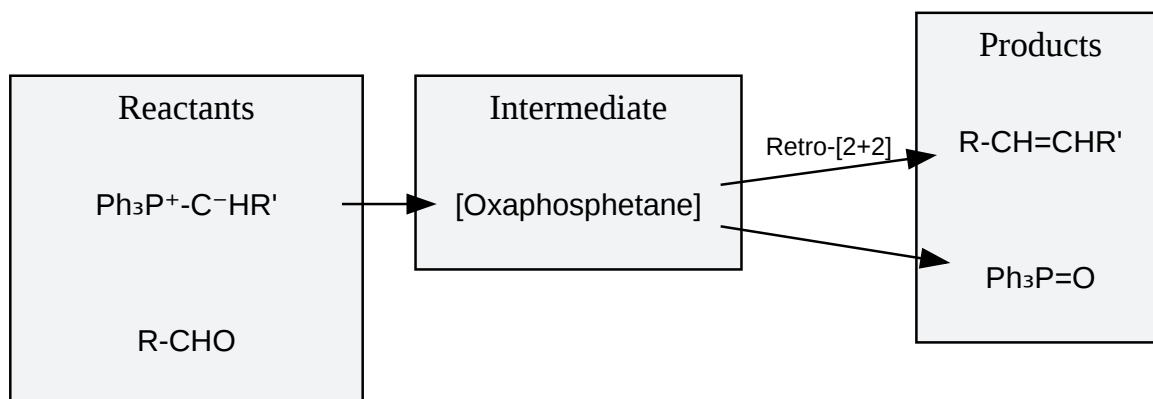 Reactants
Ph₃P⁺-C⁻HR'
R-CHO
Intermediate
[Oxaphosphetane]
Retro-[2+2]
Products
R-CH=CHR'
Ph₃P=O